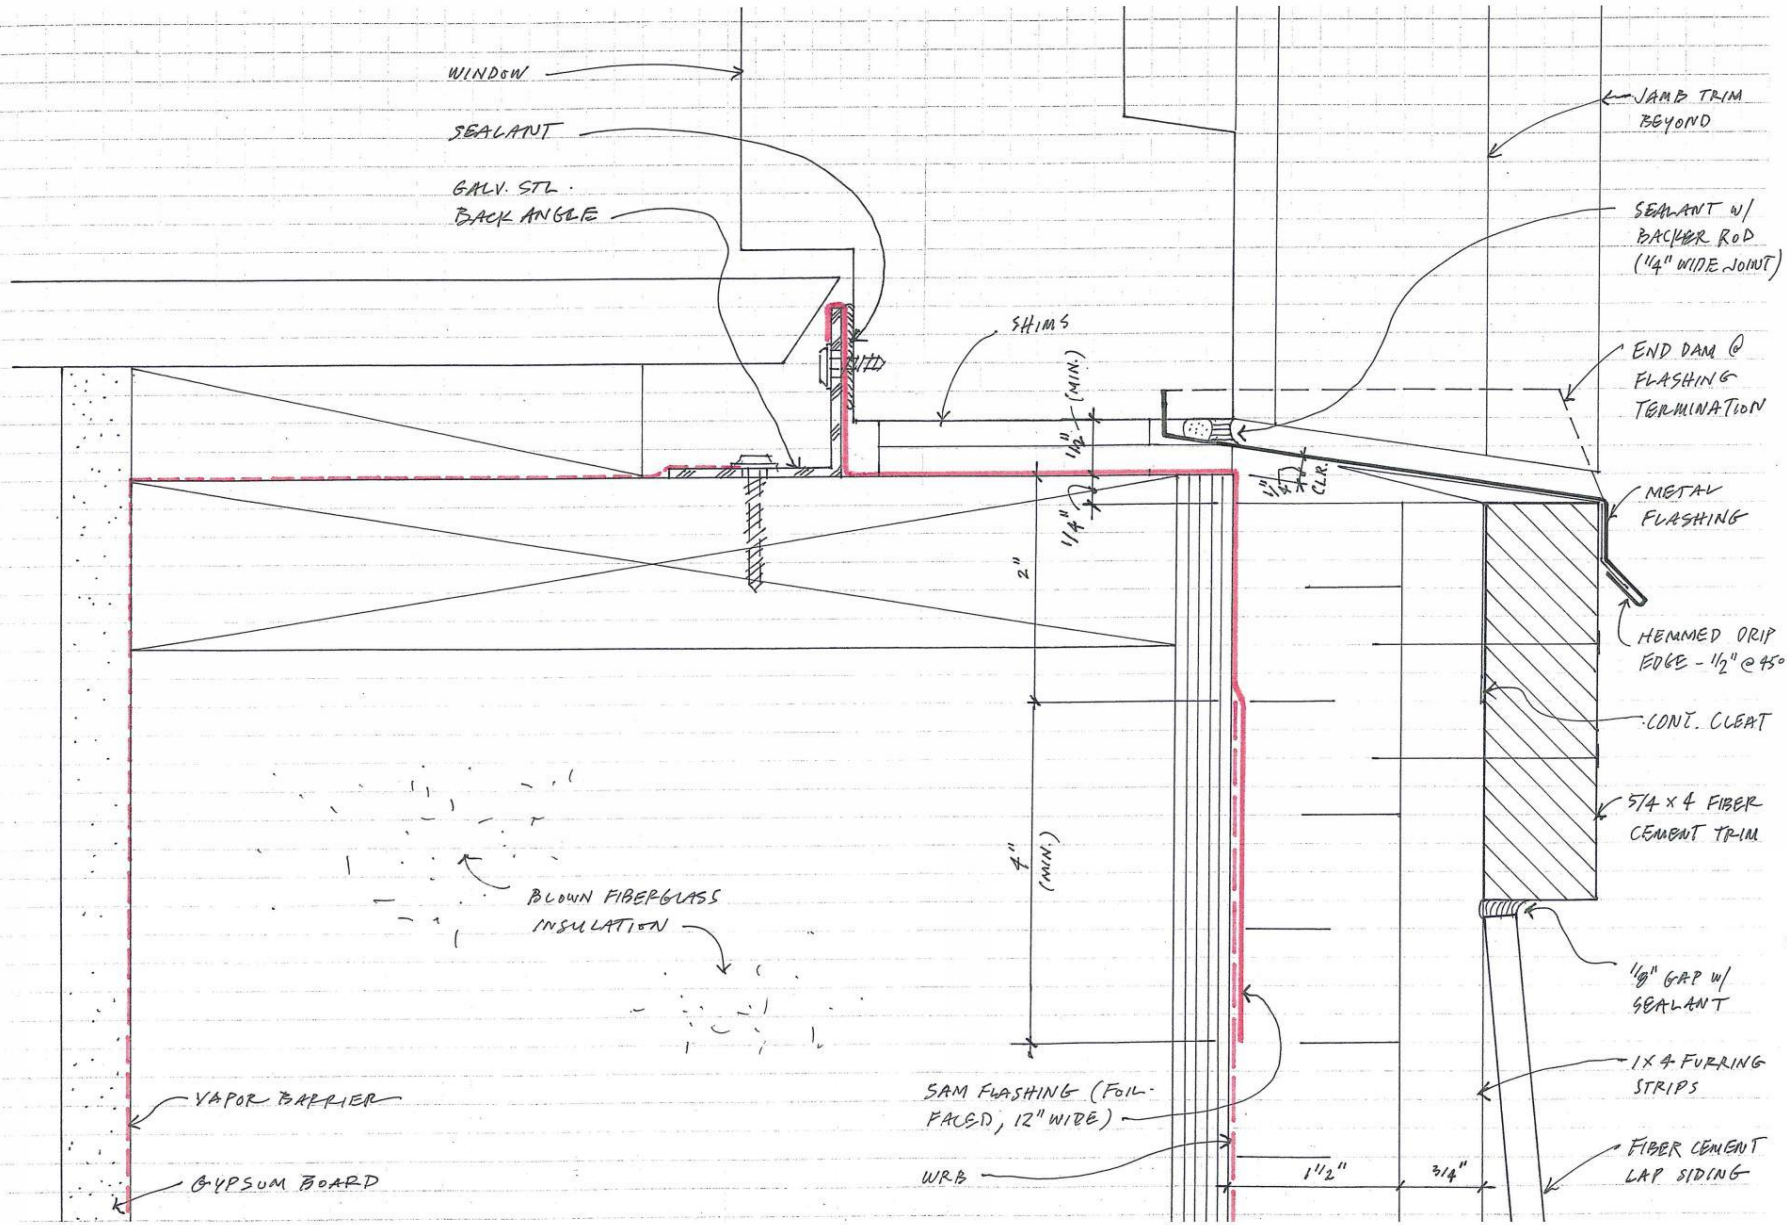 WINDOW
SEALANT
GALV. STL.
BACK ANGLE
SHIMS
JAMB TRIM
BEYOND
SEALANT W/
BACKER ROD
(1/4" WIDE JOINT)
END DAM @
FLASHING
TERMINATION
1/2" (MIN.)
1/4"
1/4"
CLR.
METAL
FLASHING
2"
HEMMED DRIP
EDGE - 1/2" @ 45°
CONT. CLEAT
5/4 X 4 FIBER
CEMENT TRIM
4"
(MIN.)
BLOWN FIBERGLASS
INSULATION
1/8" GAP W/
SEALANT
1X4 FURRING
STRIPS
VAPOR BARRIER
SAM FLASHING (FOIL-
FACED, 12" WIDE)
GYPSUM BOARD
WRB
1 1/2"
3/4"
FIBER CEMENT
LAP SIDING